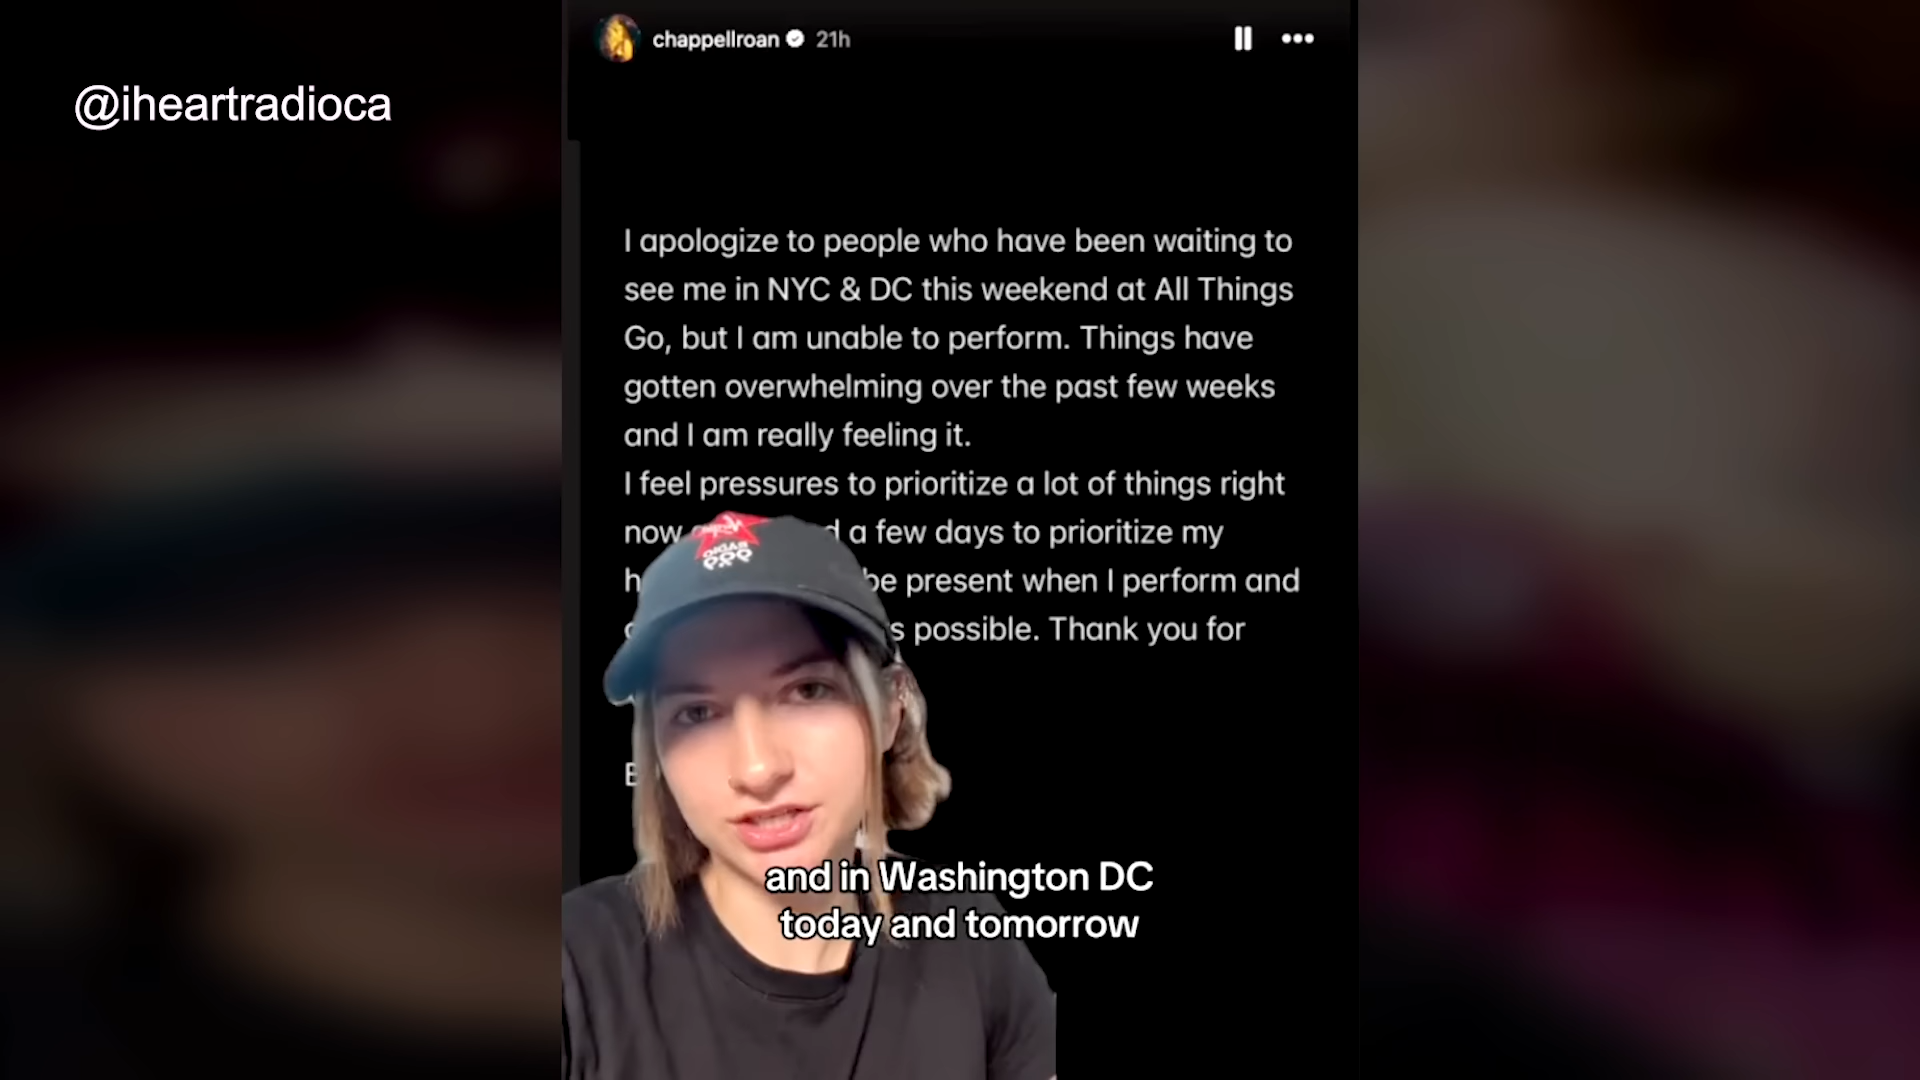 @iheartradioca
chappellroan 21h
I apologize to people who have been waiting to
see me in NYC & DC this weekend at All Things
Go, but I am unable to perform. Things have
gotten overwhelming over the past few weeks
and I am really feeling it.
I feel pressures to prioritize a lot of things right
now a few days to prioritize my
be present when I perform and
possible. Thank you for
and in Washington DC
today and tomorrow